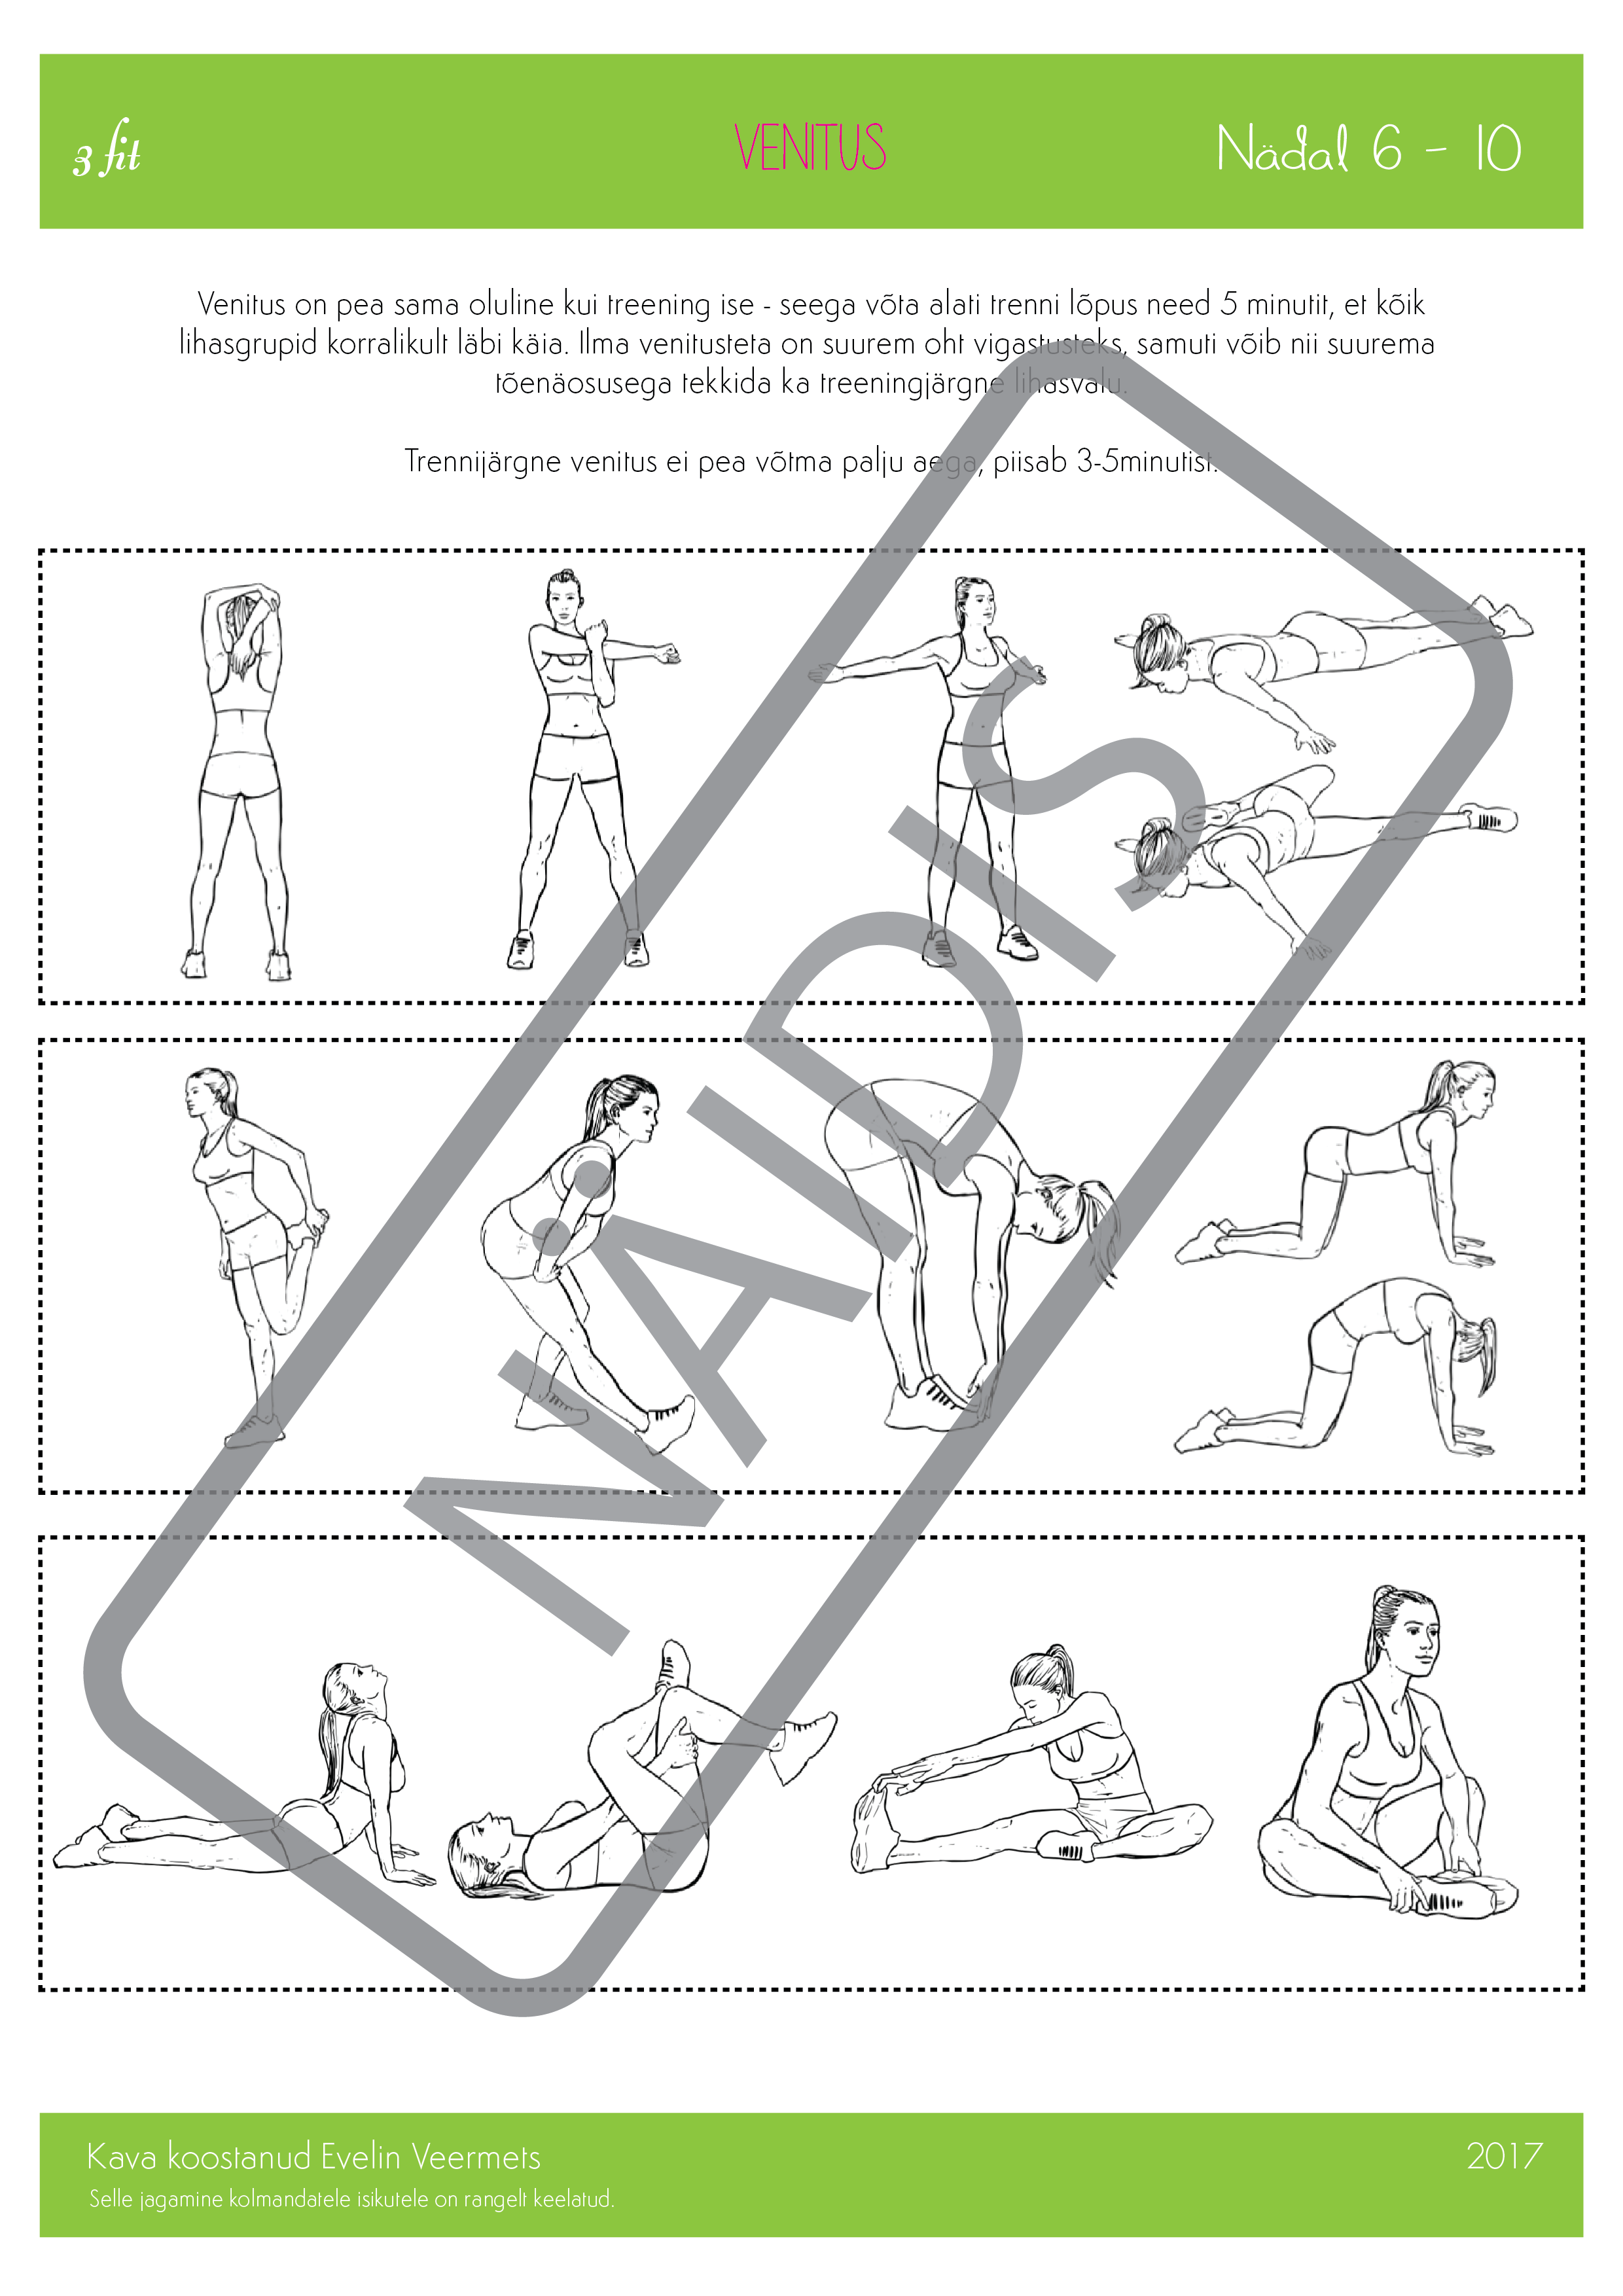 3 fit
VENITUS
Nädal 6 - 10
Venitus on pea sama oluline kui treening ise - seega võta alati trenni lõpus need 5 minutit, et kõik
lihasgrupid korralikult läbi käia. Ilma venitusteta on suurem oht vigastusteks, samuti võib nii suurema
tõenäosusega tekkida ka treeningjärgne lihasvalu.
Trennijärgne venitus ei pea võtma palju aega, piisab 3-5minutist.
NÄIDIS
Kava koostanud Evelin Veermets
2017
Selle jagamine kolmandatele isikutele on rangelt keelatud.